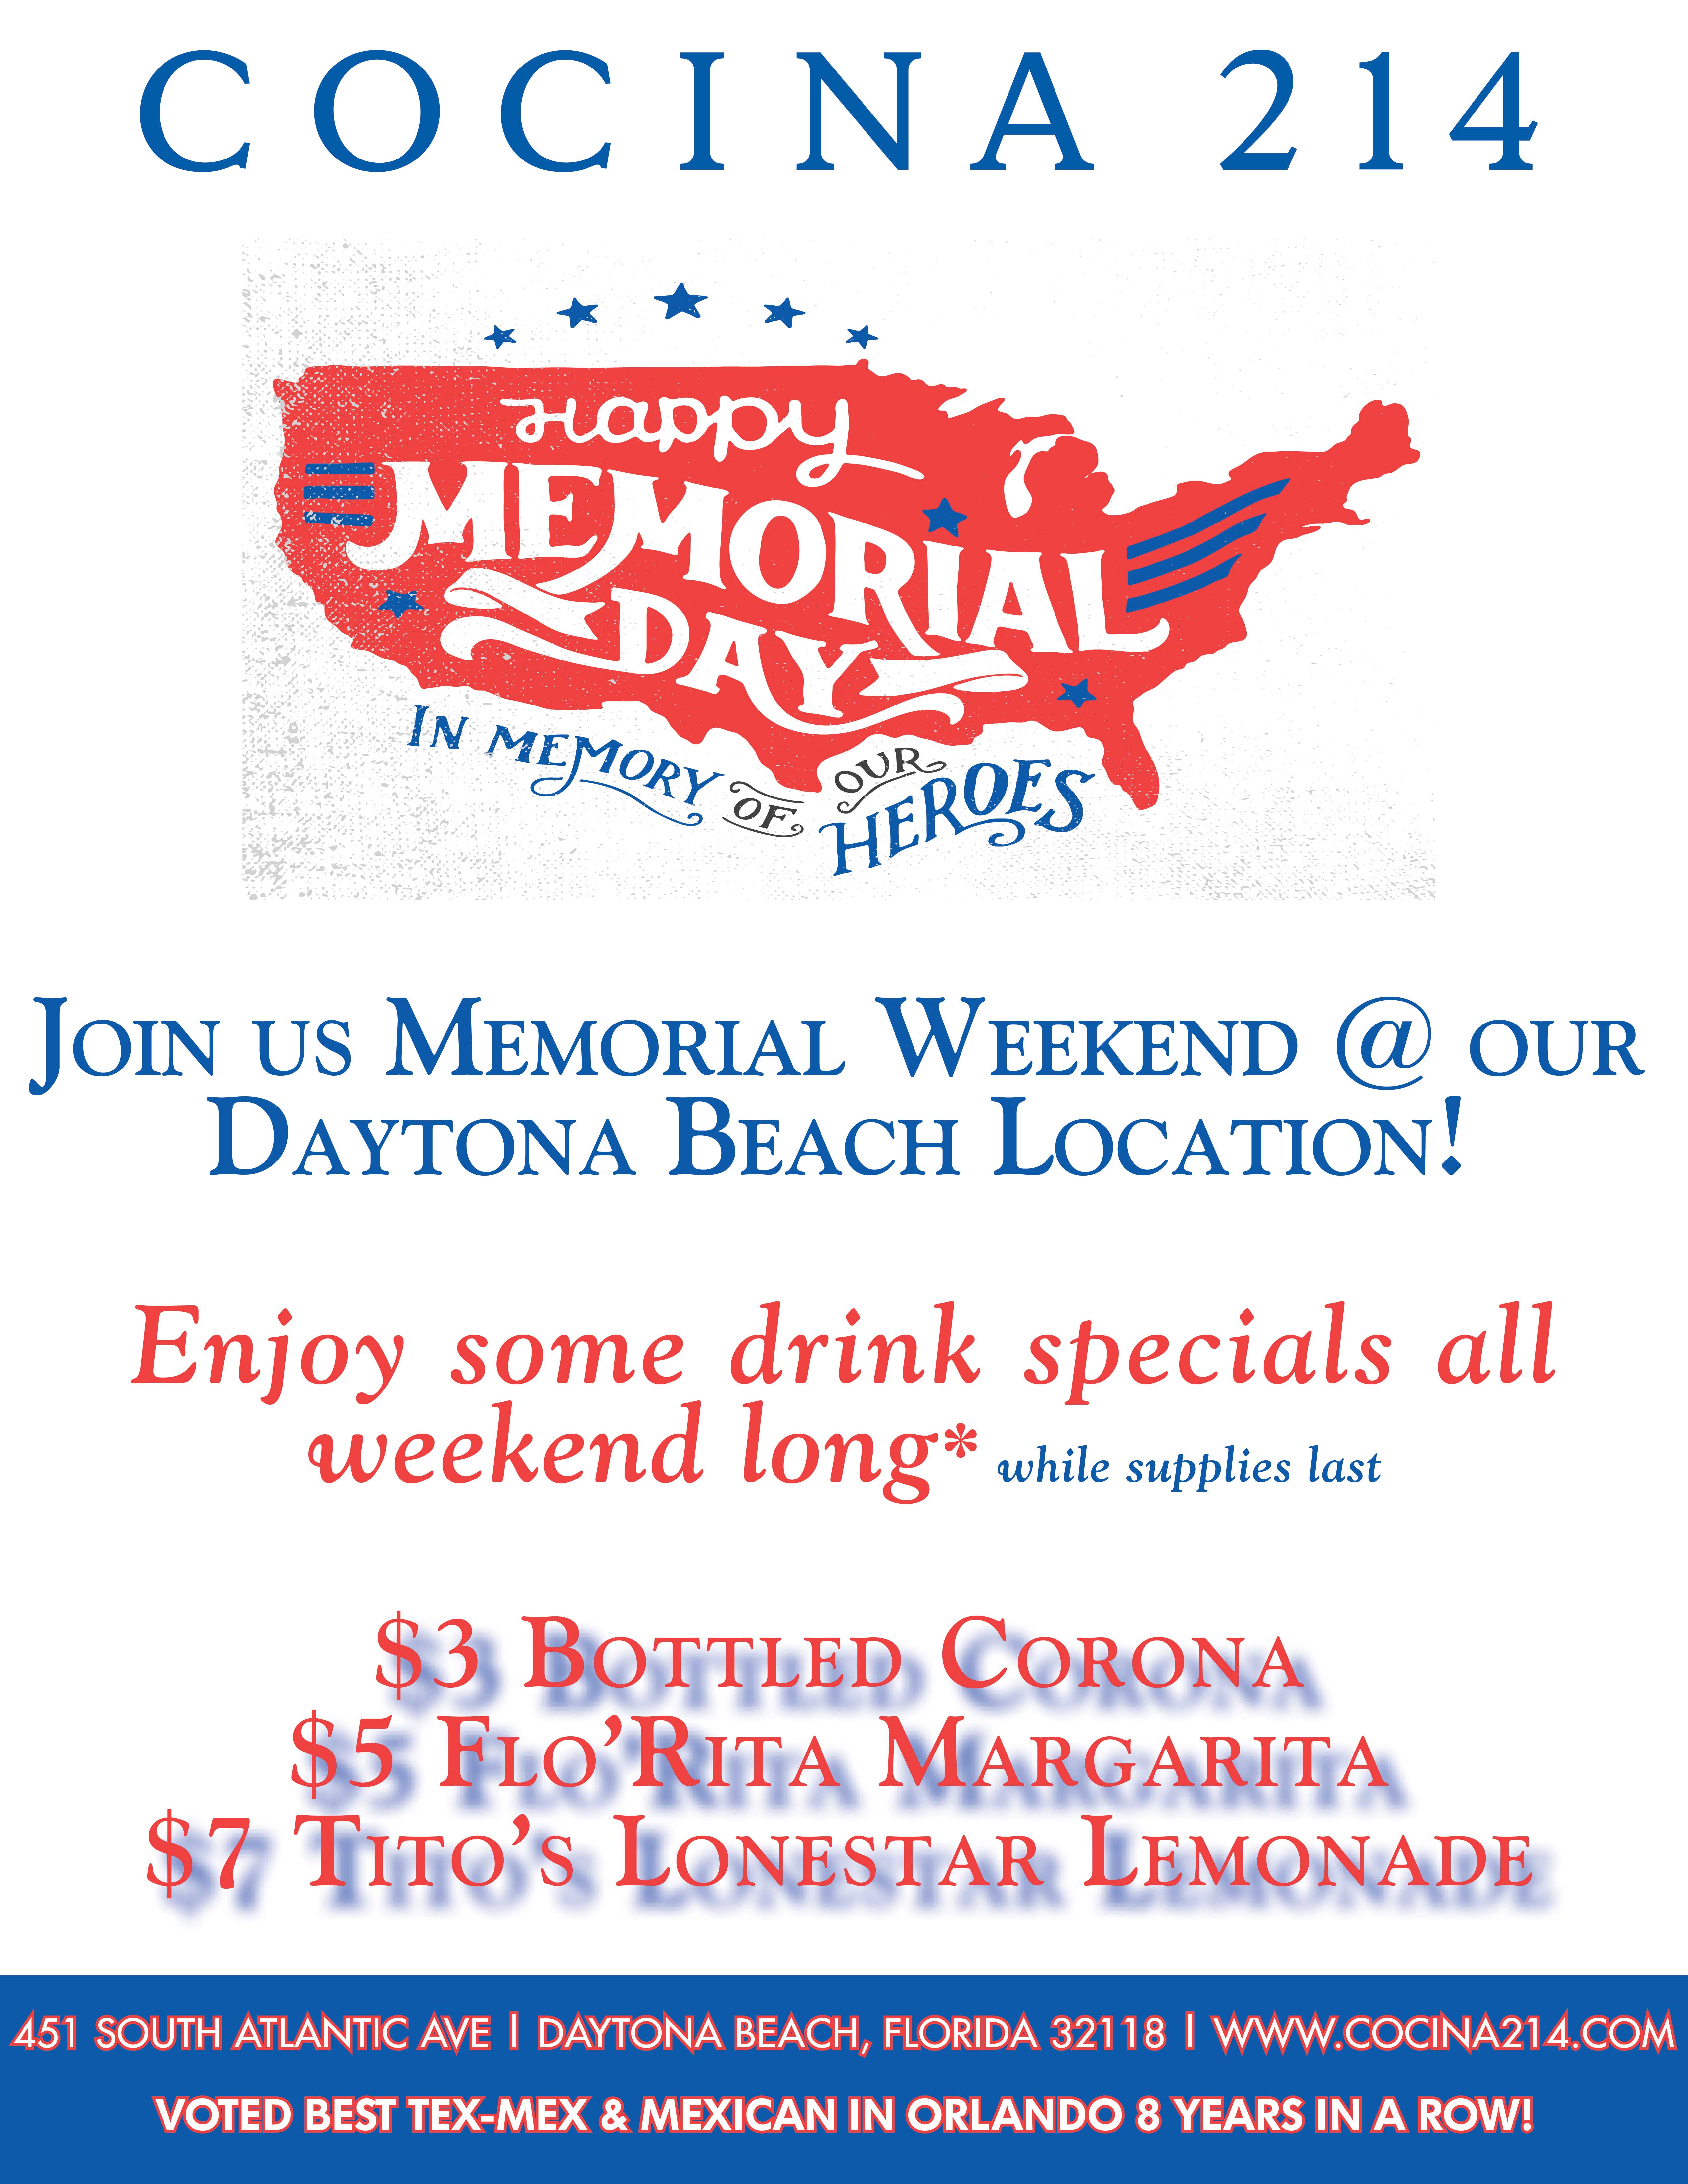 COCINA 214
Happy
MEMORIAL
DAY
IN MEMORY OF OUR HEROES
Join us Memorial Weekend @ our
Daytona Beach Location!
Enjoy some drink specials all
weekend long* while supplies last
$3 Bottled Corona
$5 Flo’Rita Margarita
$7 Tito’s Lonestar Lemonade
451 SOUTH ATLANTIC AVE | DAYTONA BEACH, FLORIDA 32118 | WWW.COCINA214.COM
VOTED BEST TEX-MEX & MEXICAN IN ORLANDO 8 YEARS IN A ROW!